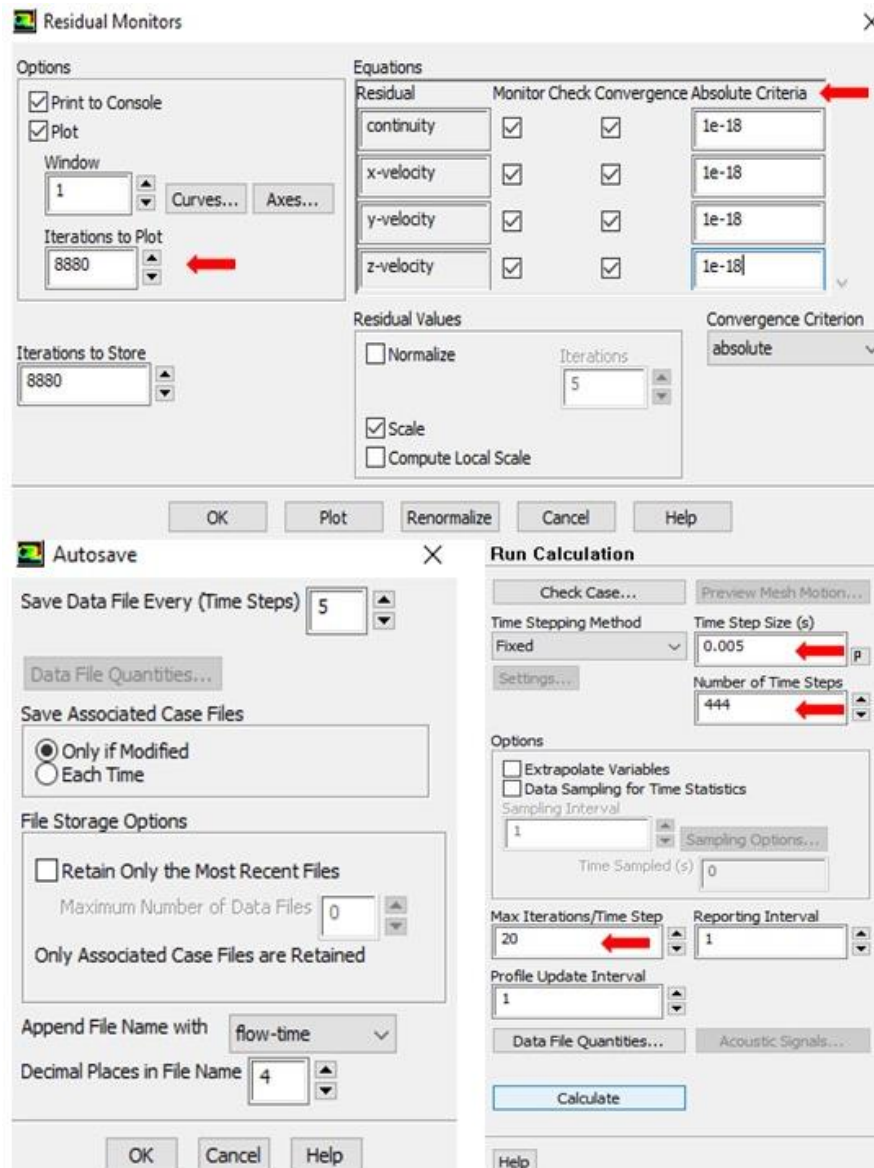 Residual Monitors
Options
Print to Console
Plot
Window
1
Curves...
Axes...
Iterations to Plot
8880
Iterations to Store
8880
Equations
Residual Monitor Check Convergence Absolute Criteria
continuity 1e-18
x-velocity 1e-18
y-velocity 1e-18
z-velocity 1e-18
Residual Values
Normalize
Iterations
5
Scale
Compute Local Scale
Convergence Criterion
absolute
OK Plot Renormalize Cancel Help
Autosave
Save Data File Every (Time Steps) 5
Data File Quantities...
Save Associated Case Files
Only if Modified
Each Time
File Storage Options
Retain Only the Most Recent Files
Maximum Number of Data Files 0
Only Associated Case Files are Retained
Append File Name with flow-time
Decimal Places in File Name 4
OK Cancel Help
Run Calculation
Check Case... Preview Mesh Motion...
Time Stepping Method Time Step Size (s)
Fixed 0.005 P
Settings... Number of Time Steps
444
Options
Extrapolate Variables
Data Sampling for Time Statistics
Sampling Interval
1 Sampling Options...
Time Sampled (s) 0
Max Iterations/Time Step Reporting Interval
20 1
Profile Update Interval
1
Data File Quantities... Acoustic Signals...
Calculate
Help